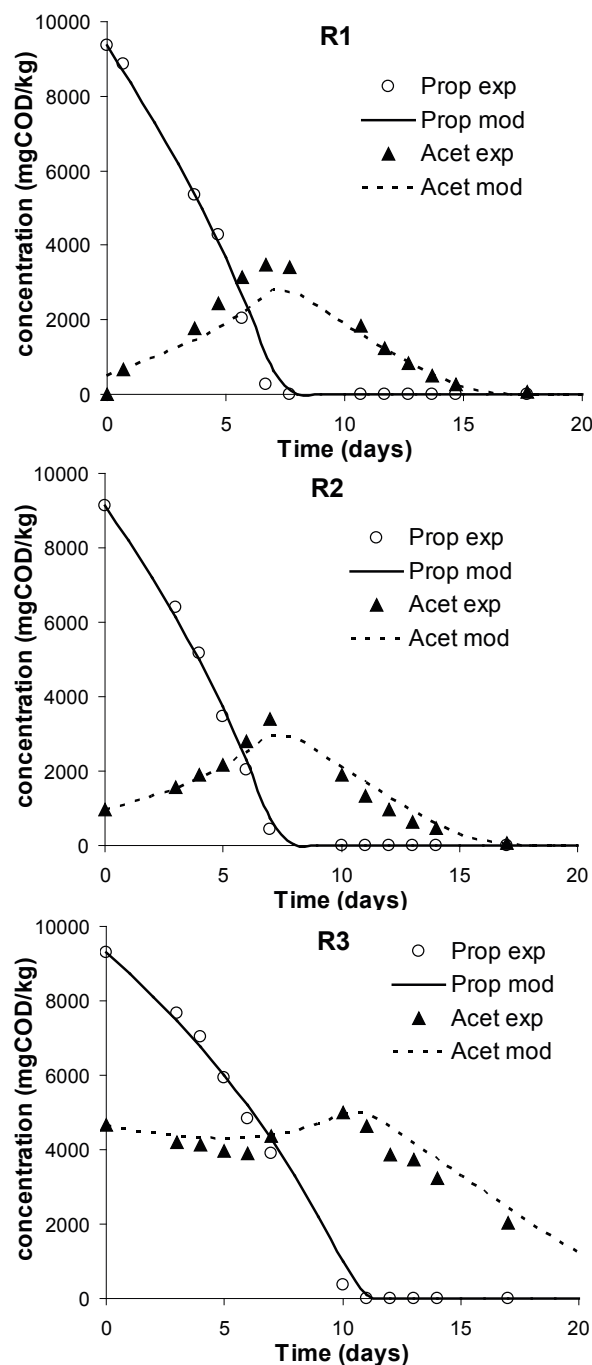 R1
10000
8000
6000
4000
2000
0
concentration (mgCOD/kg)
Prop exp
Prop mod
Acet exp
Acet mod
0 5 10 15 20
Time (days)
R2
10000
8000
6000
4000
2000
0
concentration (mgCOD/kg)
Prop exp
Prop mod
Acet exp
Acet mod
0 5 10 15 20
Time (days)
R3
10000
8000
6000
4000
2000
0
concentration (mgCOD/kg)
Prop exp
Prop mod
Acet exp
Acet mod
0 5 10 15 20
Time (days)